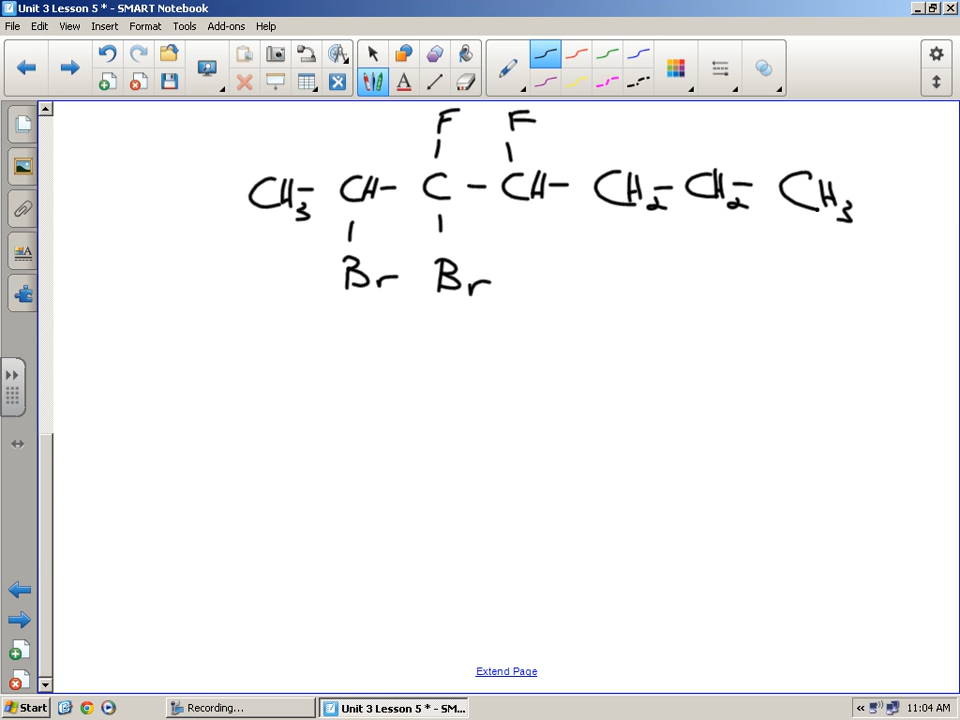 Unit 3 Lesson 5 * - SMART Notebook
File Edit View Insert Format Tools Add-ons Help
F F
CH3- CH- C - CH- CH2- CH2- CH3
Br Br
Extend Page
Start Recording... Unit 3 Lesson 5 * - SM... « 11:04 AM